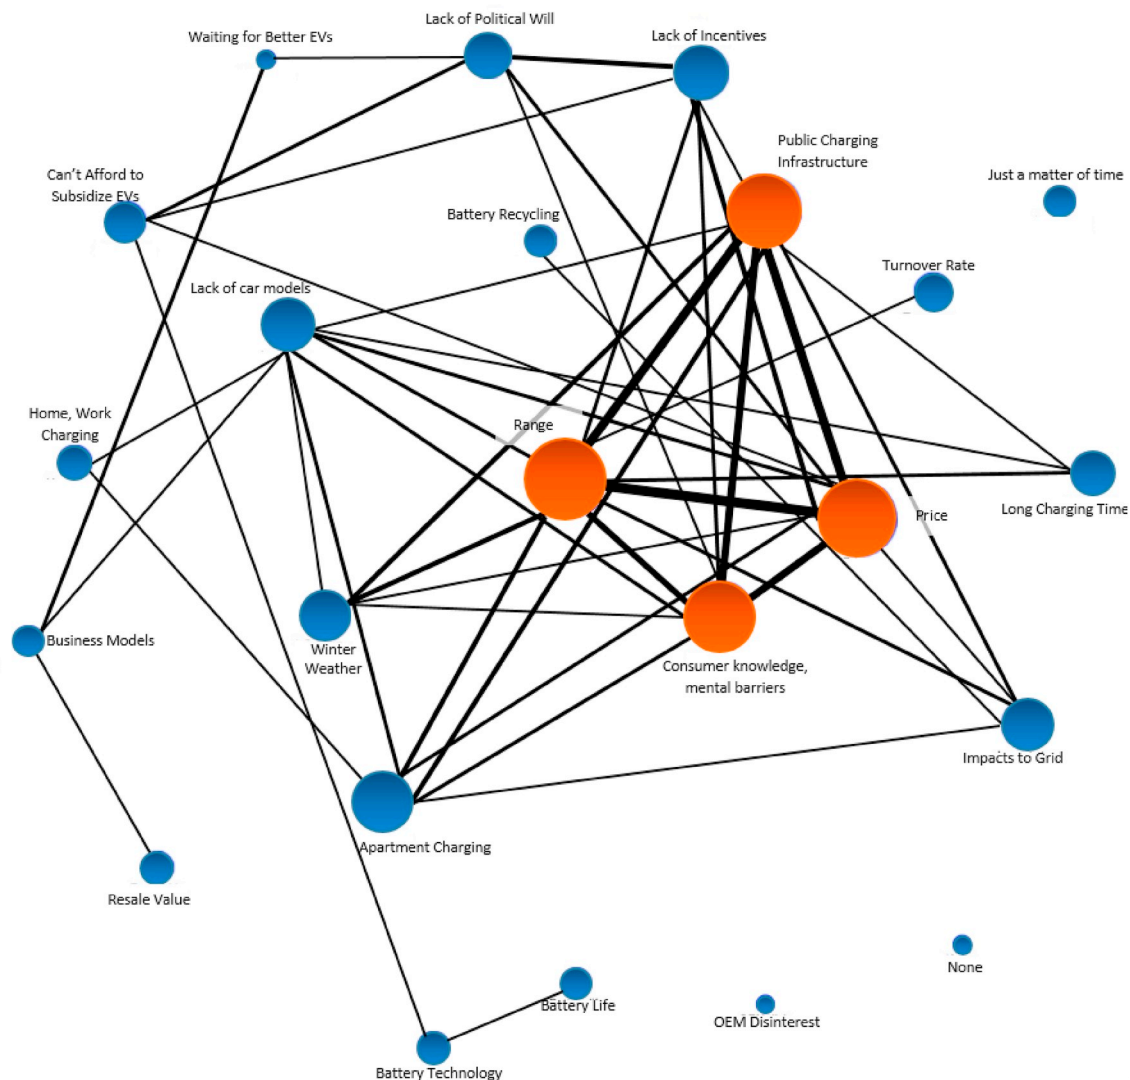 Lack of Political Will
Waiting for Better EVs
Lack of Incentives
Public Charging
Infrastructure
Can’t Afford to
Subsidize EVs
Just a matter of time
Battery Recycling
Turnover Rate
Lack of car models
Home, Work
Charging
Range
Long Charging Time
Price
Business Models
Winter
Weather
Consumer knowledge,
mental barriers
Impacts to Grid
Apartment Charging
Resale Value
None
Battery Life
OEM Disinterest
Battery Technology